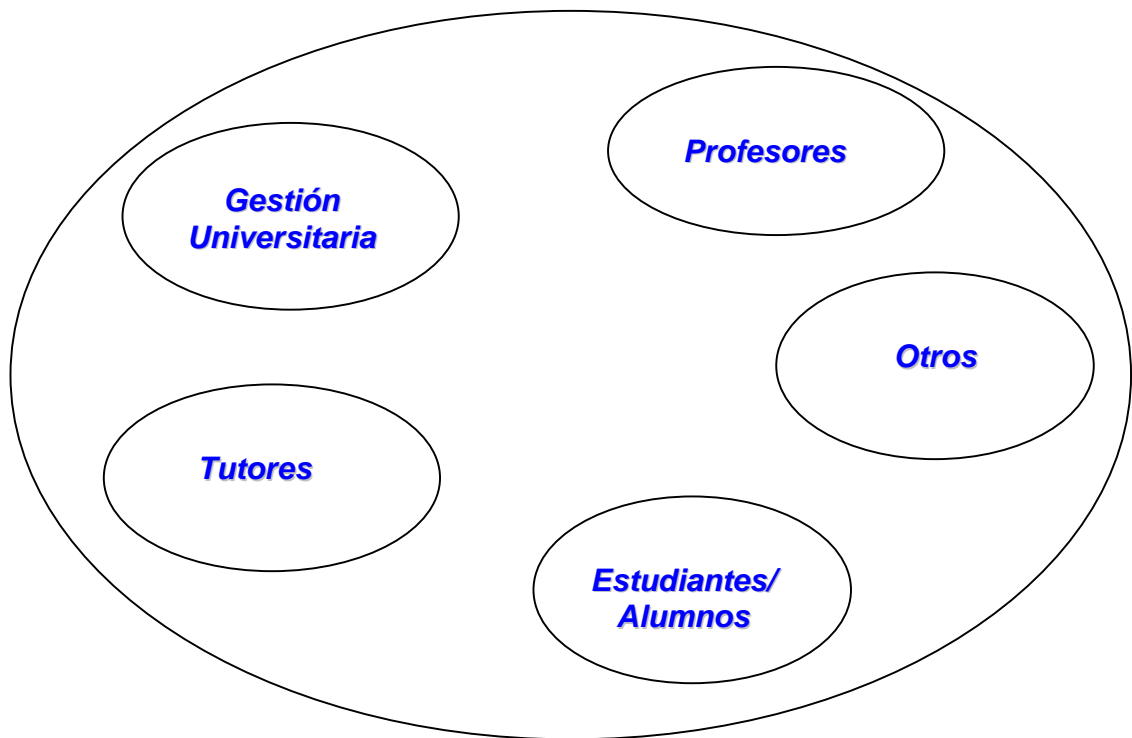 Profesores
Gestión
Universitaria
Otros
Tutores
Estudiantes/
Alumnos